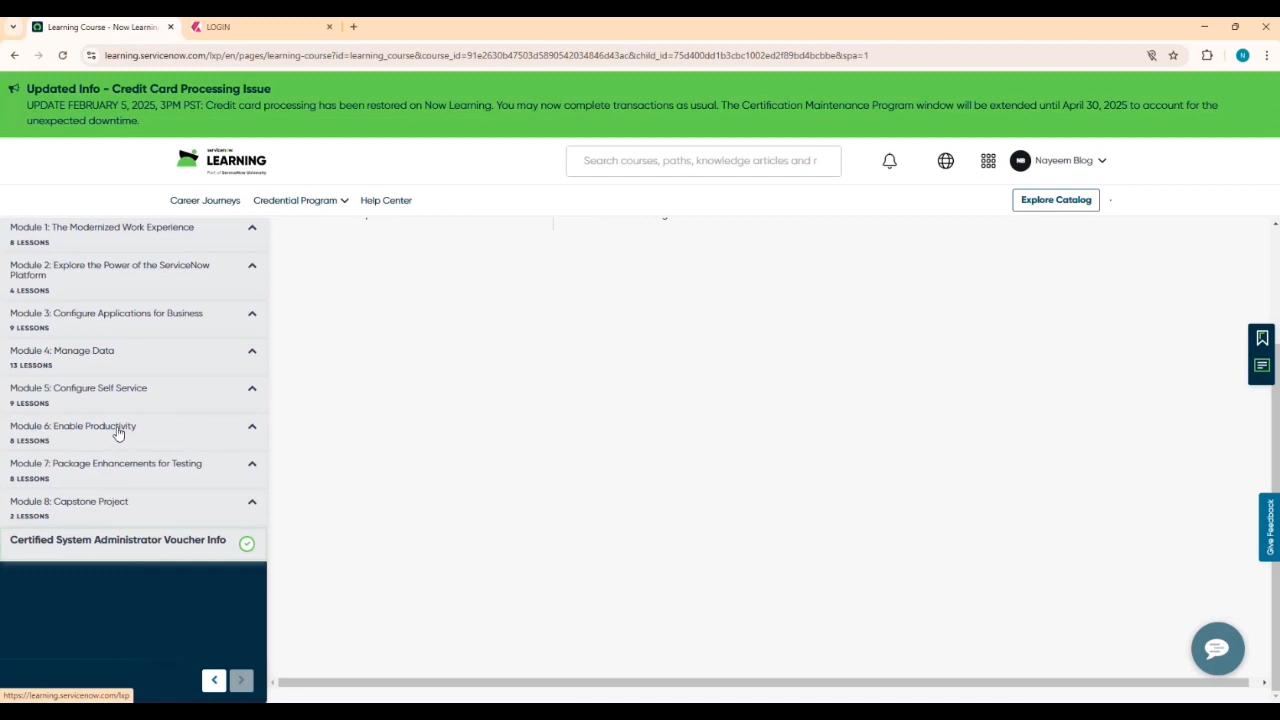 Learning Course - Now Learnin
LOGIN
learning.servicenow.com/lxp/en/pages/learning-course?id=learning_course&course_id=91e2630b47503d5890542034846d43ac&child_id=75d400dd1b3cbc1002ed2f89bd4bcbbe&spa=1
N
Updated Info - Credit Card Processing Issue
UPDATE FEBRUARY 5, 2025, 3PM PST: Credit card processing has been restored on Now Learning. You may now complete transactions as usual. The Certification Maintenance Program window will be extended until April 30, 2025 to account for the
unexpected downtime.
servicenow
LEARNING
Part of ServiceNow University
Search courses, paths, knowledge articles and r
NB
Nayeem Blog
Career Journeys
Credential Program
Help Center
Explore Catalog
Module 1: The Modernized Work Experience
8 LESSONS
Module 2: Explore the Power of the ServiceNow
Platform
4 LESSONS
Module 3: Configure Applications for Business
9 LESSONS
Module 4: Manage Data
13 LESSONS
Module 5: Configure Self Service
9 LESSONS
Module 6: Enable Productivity
8 LESSONS
Module 7: Package Enhancements for Testing
8 LESSONS
Module 8: Capstone Project
2 LESSONS
Certified System Administrator Voucher Info
Give Feedback
https://learning.servicenow.com/lxp